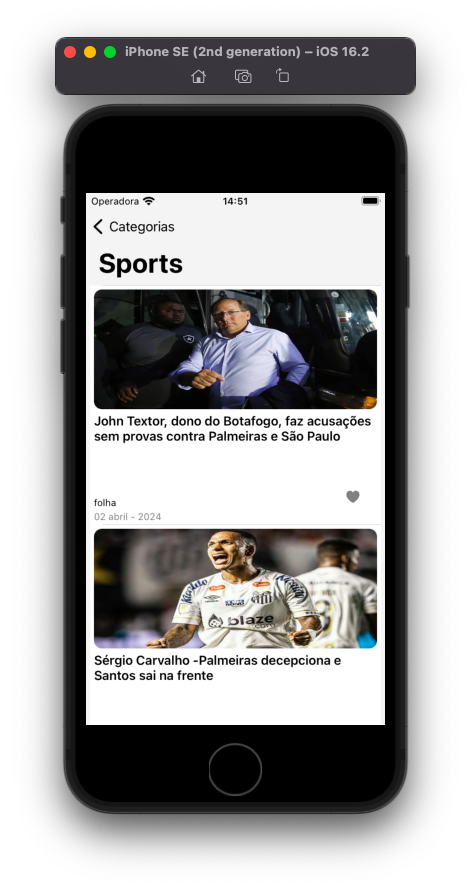 iPhone SE (2nd generation) – iOS 16.2
Operadora 14:51
Categorias
Sports
John Textor, dono do Botafogo, faz acusações
sem provas contra Palmeiras e São Paulo
folha
02 abril - 2024
blaze
Sérgio Carvalho -Palmeiras decepciona e
Santos sai na frente